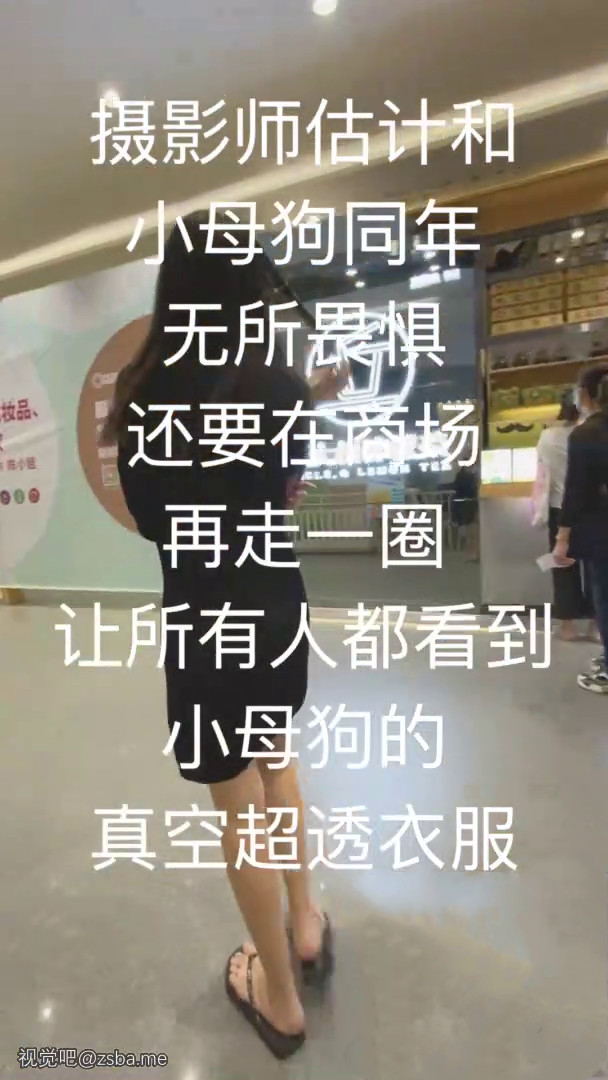 摄影师估计和
小母狗同年
无所畏惧
还要在商场
再走一圈
让所有人都看到
小母狗的
真空超透衣服
妆品、
视觉吧@zsba.me